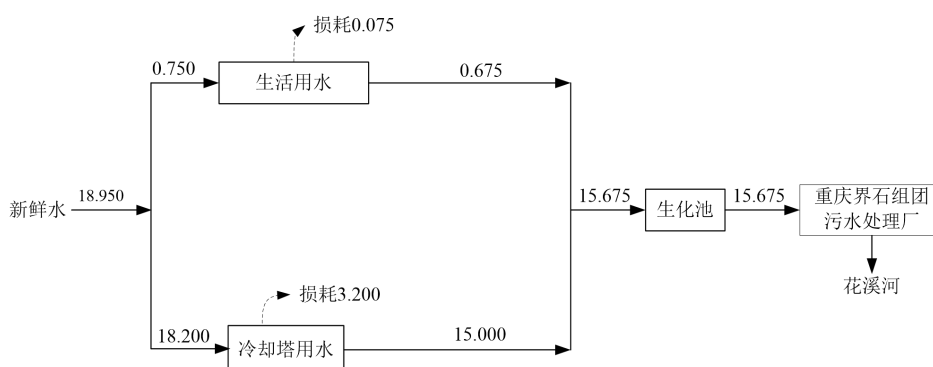 损耗0.075
0.750
生活用水
0.675
新鲜水
18.950
15.675
生化池
15.675
重庆界石组团
污水处理厂
花溪河
损耗3.200
18.200
冷却塔用水
15.000